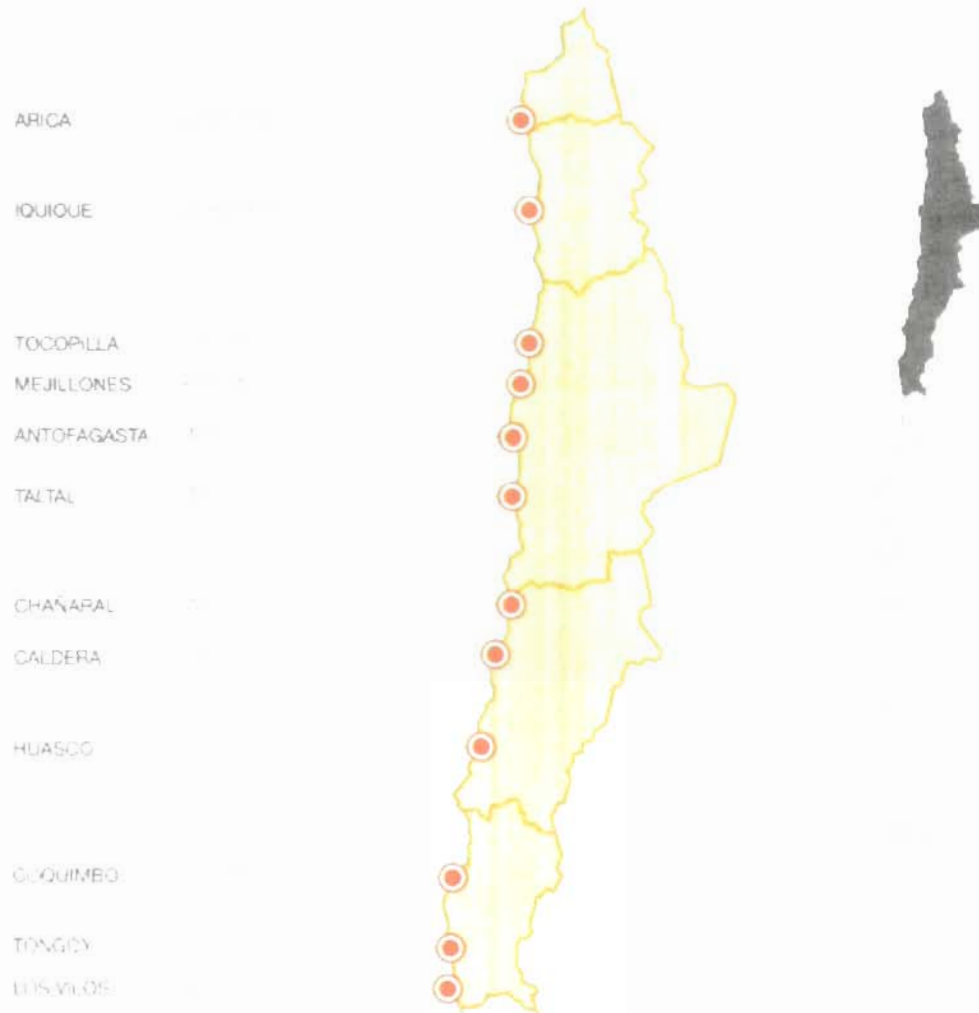 ARICA
IQUIQUE
TOCOPILLA
MEJILLONES
ANTOFAGASTA
TALTAL
CHAÑARAL
CALDERA
HUASCO
COQUIMBO
TONGOY
LOS VILOS